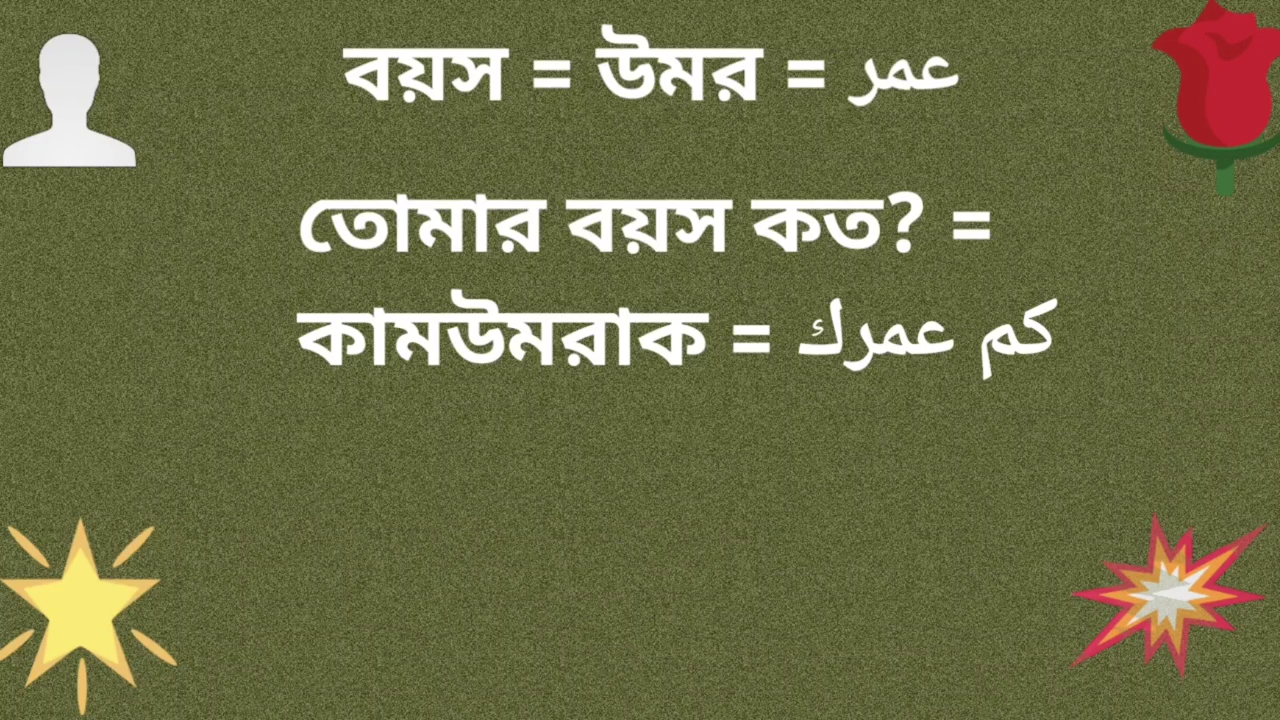 বয়স = উমর = عمر
তোমার বয়স কত? =
কামউমরাক = كم عمرك